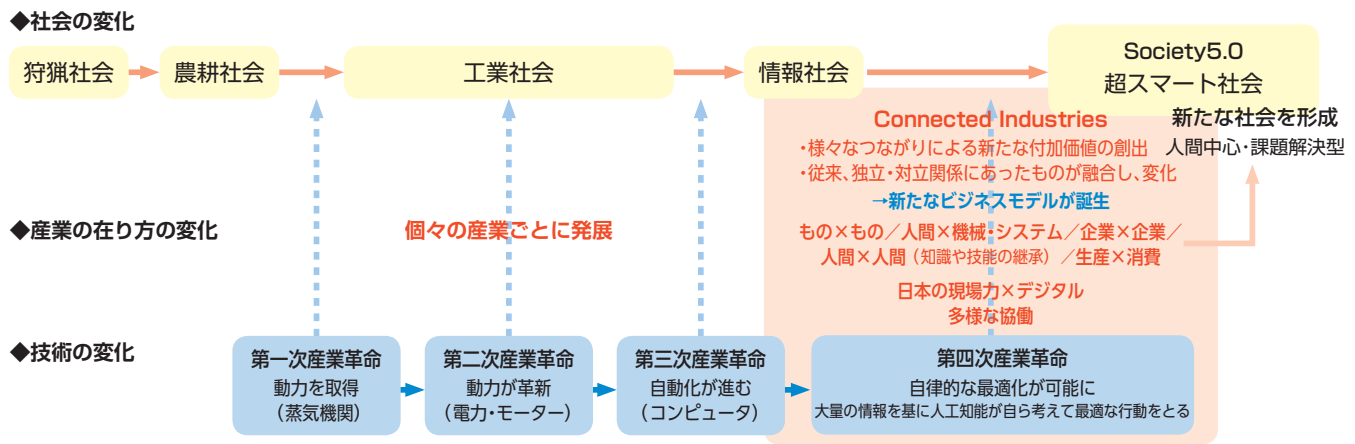 ◆社会の変化
狩猟社会
農耕社会
工業社会
情報社会
Society5.0
超スマート社会
新たな社会を形成
人間中心・課題解決型
Connected Industries
・様々なつながりによる新たな付加価値の創出
・従来、独立・対立関係にあったものが融合し、変化
→新たなビジネスモデルが誕生
◆産業の在り方の変化
個々の産業ごとに発展
もの×もの／人間×機械・システム／企業×企業／
人間×人間（知識や技能の継承）／生産×消費
日本の現場力×デジタル
多様な協働
◆技術の変化
第一次産業革命
動力を取得
（蒸気機関）
第二次産業革命
動力が革新
（電力・モーター）
第三次産業革命
自動化が進む
（コンピュータ）
第四次産業革命
自律的な最適化が可能に
大量の情報を基に人工知能が自ら考えて最適な行動をとる